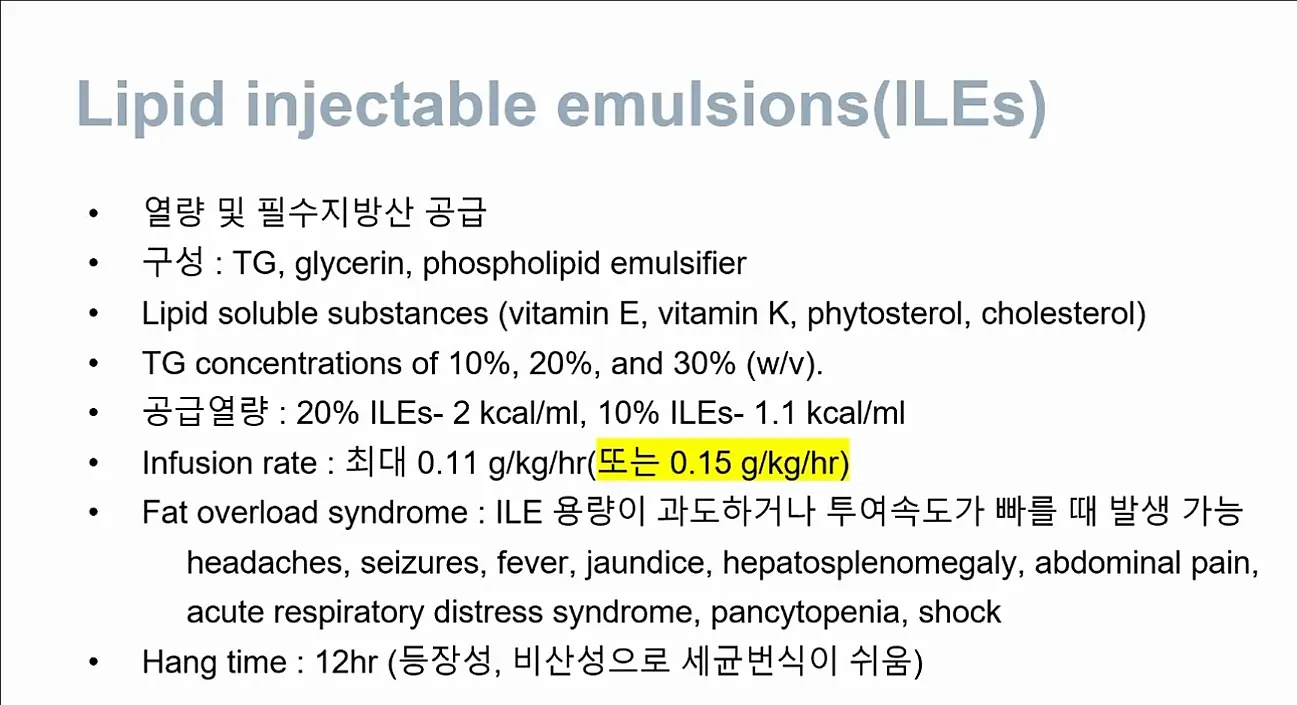 Lipid injectable emulsions(ILEs)
• 열량 및 필수지방산 공급
• 구성 : TG, glycerin, phospholipid emulsifier
• Lipid soluble substances (vitamin E, vitamin K, phytosterol, cholesterol)
• TG concentrations of 10%, 20%, and 30% (w/v).
• 공급열량 : 20% ILEs- 2 kcal/ml, 10% ILEs- 1.1 kcal/ml
• Infusion rate : 최대 0.11 g/kg/hr(또는 0.15 g/kg/hr)
• Fat overload syndrome : ILE 용량이 과도하거나 투여속도가 빠를 때 발생 가능
headaches, seizures, fever, jaundice, hepatosplenomegaly, abdominal pain,
acute respiratory distress syndrome, pancytopenia, shock
• Hang time : 12hr (등장성, 비산성으로 세균번식이 쉬움)